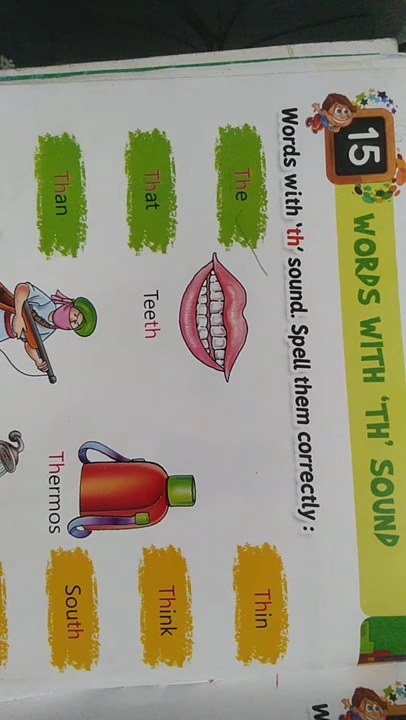 15
WORDS WITH 'TH' SOUND
Words with 'th' sound. Spell them correctly :
The
Thin
That
Teeth
Think
Than
Thermos
South